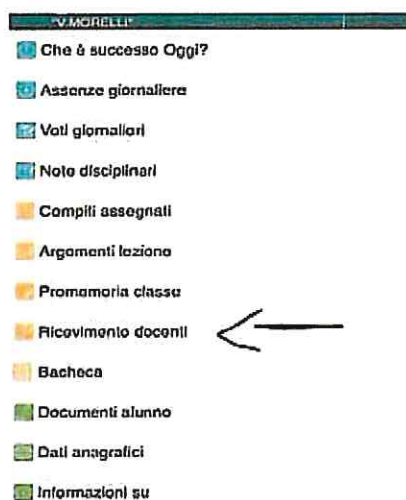 "V.MORELLI"
Che è successo Oggi?
Assenze giornaliere
Voti giornalieri
Note disciplinari
Compiti assegnati
Argomenti lezione
Promemoria classe
Ricevimento docenti
Bacheca
Documenti alunno
Dati anagrafici
Informazioni su